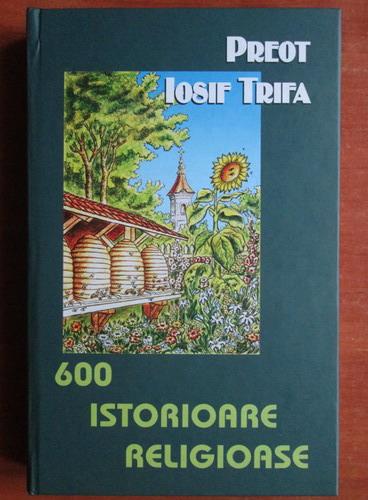 PREOT
IOSIF TRIFA
600
ISTORIOARE
RELIGIOASE